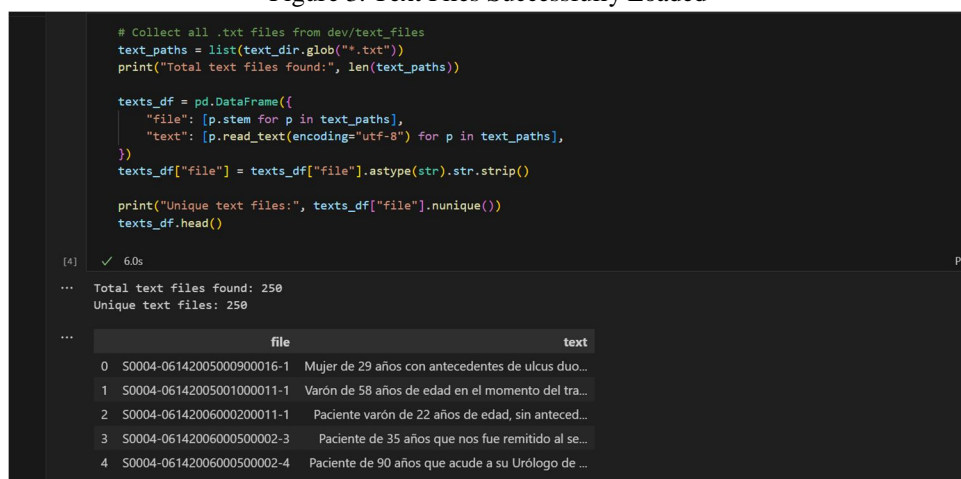 Figure 3: Text Files Successfully Loaded
# Collect all .txt files from dev/text_files
text_paths = list(text_dir.glob("*.txt"))
print("Total text files found:", len(text_paths))
texts_df = pd.DataFrame({
"file": [p.stem for p in text_paths],
"text": [p.read_text(encoding="utf-8") for p in text_paths],
})
texts_df["file"] = texts_df["file"].astype(str).str.strip()
print("Unique text files:", texts_df["file"].nunique())
texts_df.head()
[4] ✓ 6.0s P
... Total text files found: 250
Unique text files: 250
... file text
0 S0004-06142005000900016-1 Mujer de 29 años con antecedentes de ulcus duo...
1 S0004-06142005001000011-1 Varón de 58 años de edad en el momento del tra...
2 S0004-06142006000200011-1 Paciente varón de 22 años de edad, sin anteced...
3 S0004-06142006000500002-3 Paciente de 35 años que nos fue remitido al se...
4 S0004-06142006000500002-4 Paciente de 90 años que acude a su Urólogo de ...